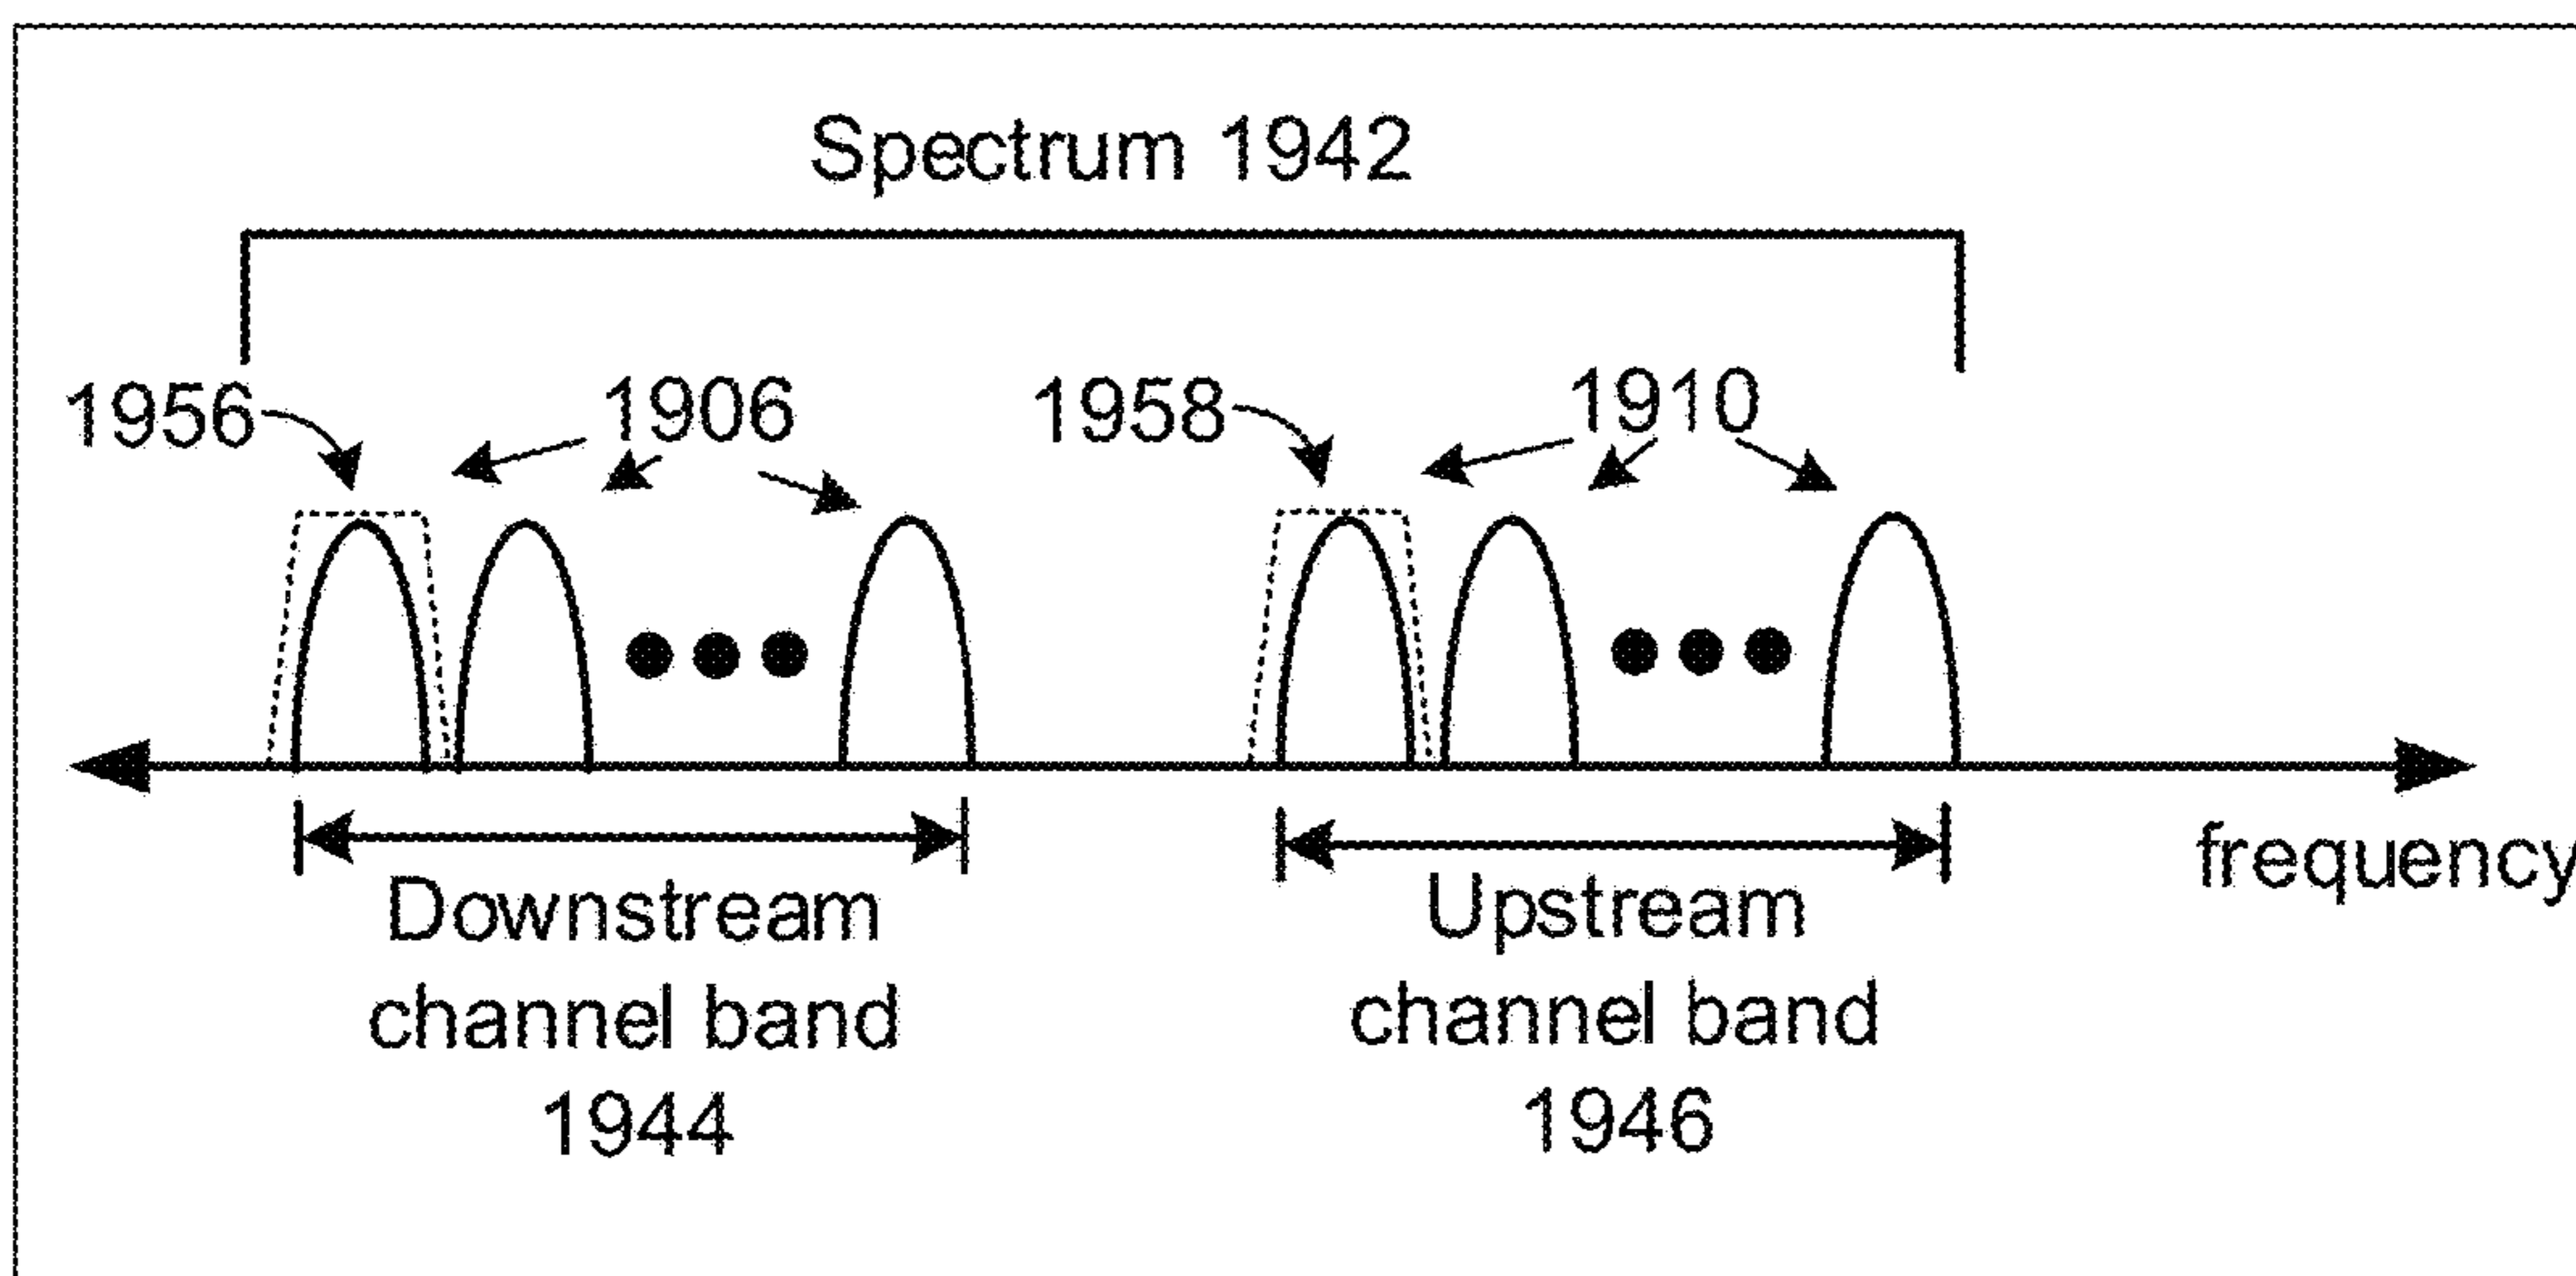 Spectrum 1942
1956
1906
1958
1910
frequency
Downstream
channel band
1944
Upstream
channel band
1946